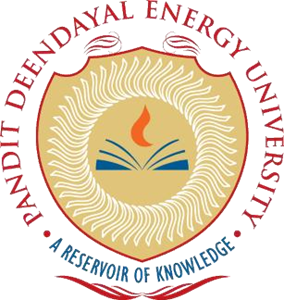 PANDIT DEENDAYAL ENERGY UNIVERSITY
• A RESERVOIR OF KNOWLEDGE •